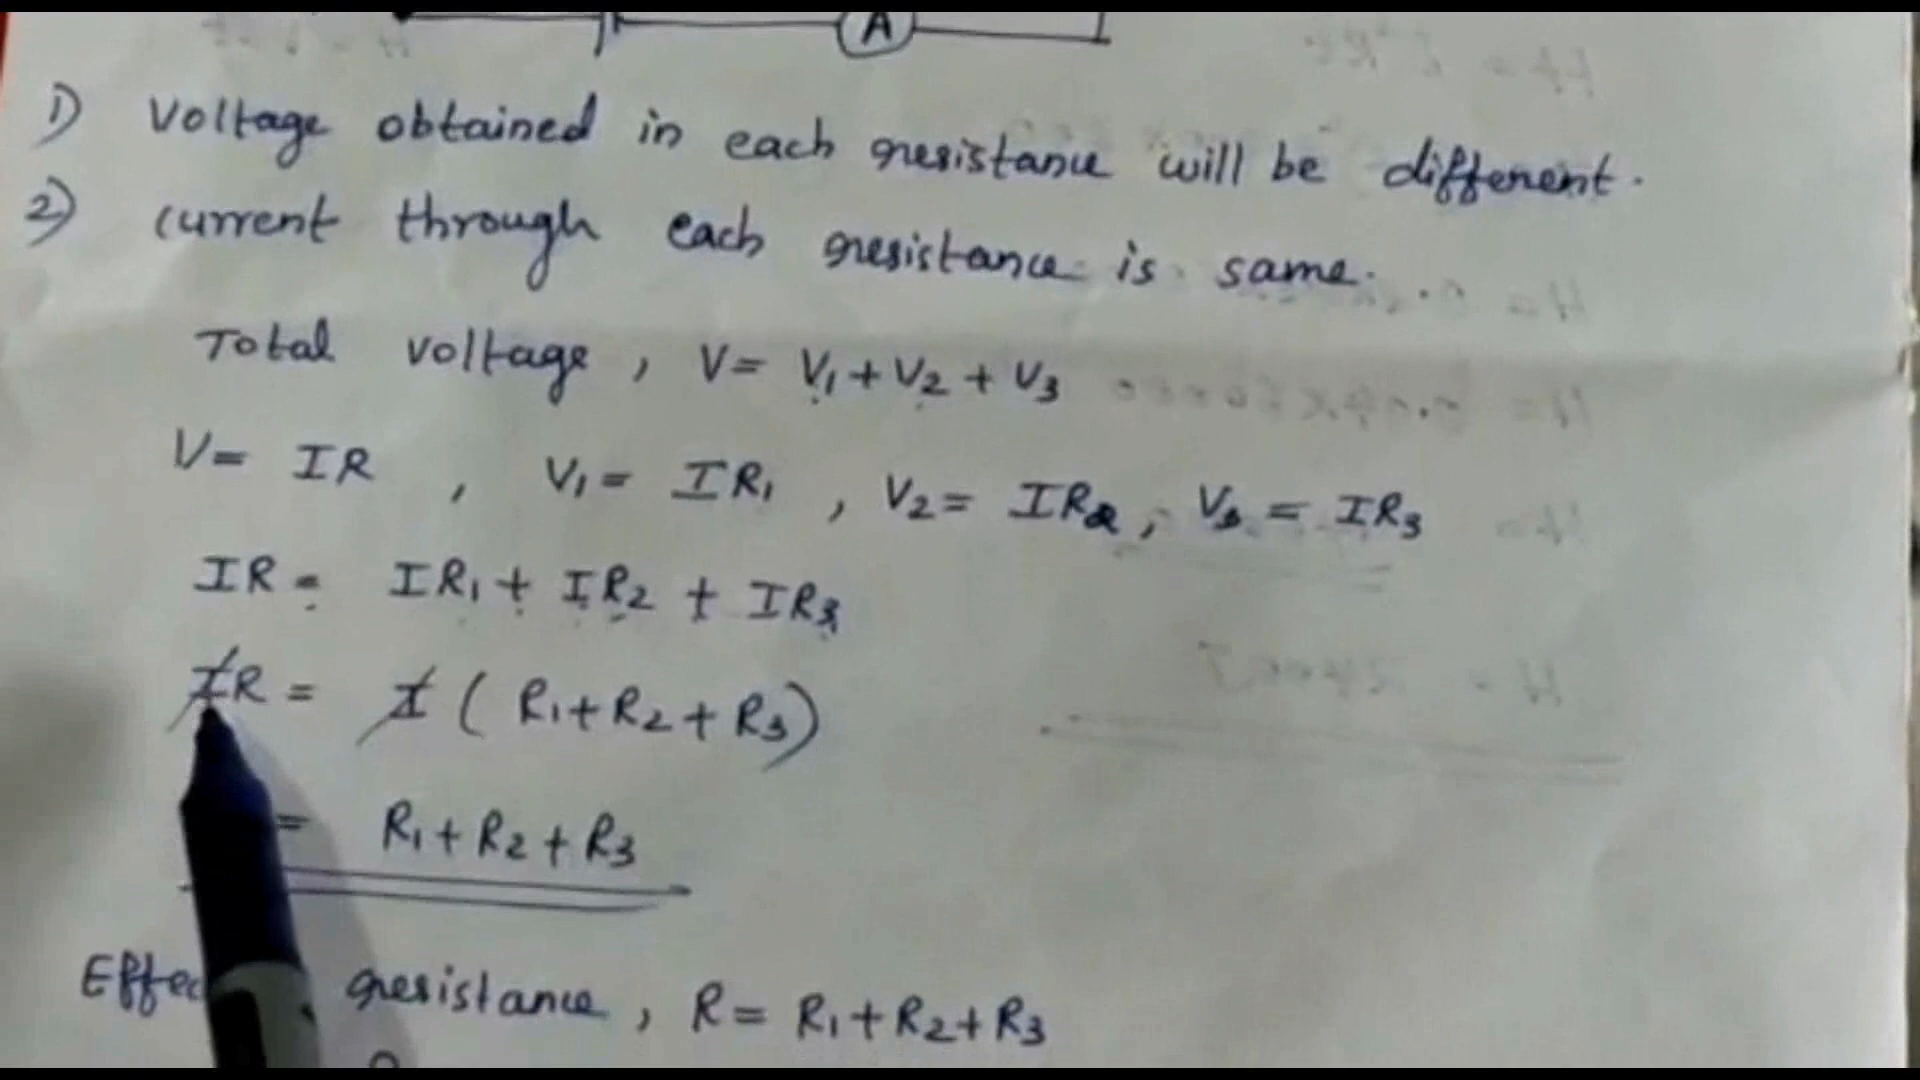 A
1) Voltage obtained in each resistance will be different.
2) current through each resistance is same.
Total voltage, V = V₁ + V₂ + V₃
V = IR, V₁ = IR₁, V₂ = IR₂, V₃ = IR₃
IR = IR₁ + IR₂ + IR₃
IR = I (R₁ + R₂ + R₃)
= R₁ + R₂ + R₃
resistance, R = R₁ + R₂ + R₃